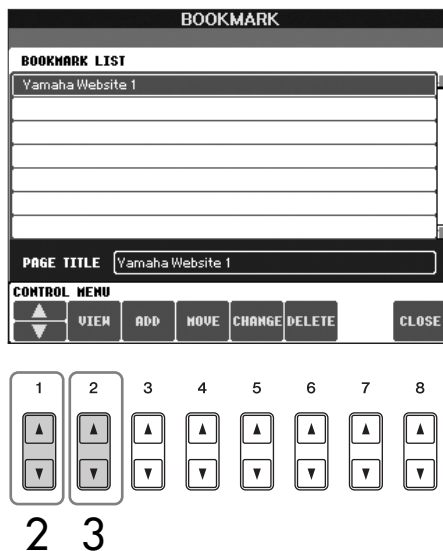 BOOKMARK
BOOKMARK LIST
Yamaha Website 1
PAGE TITLE Yamaha Website 1
CONTROL MENU
VIEW ADD MOVE CHANGE DELETE CLOSE
1 2 3 4 5 6 7 8
2 3